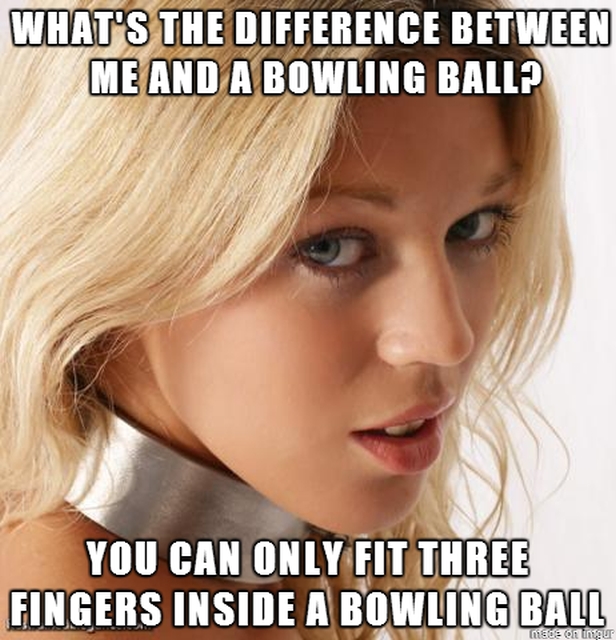 WHAT'S THE DIFFERENCE BETWEEN
ME AND A BOWLING BALL?
YOU CAN ONLY FIT THREE
FINGERS INSIDE A BOWLING BALL
made on imgur